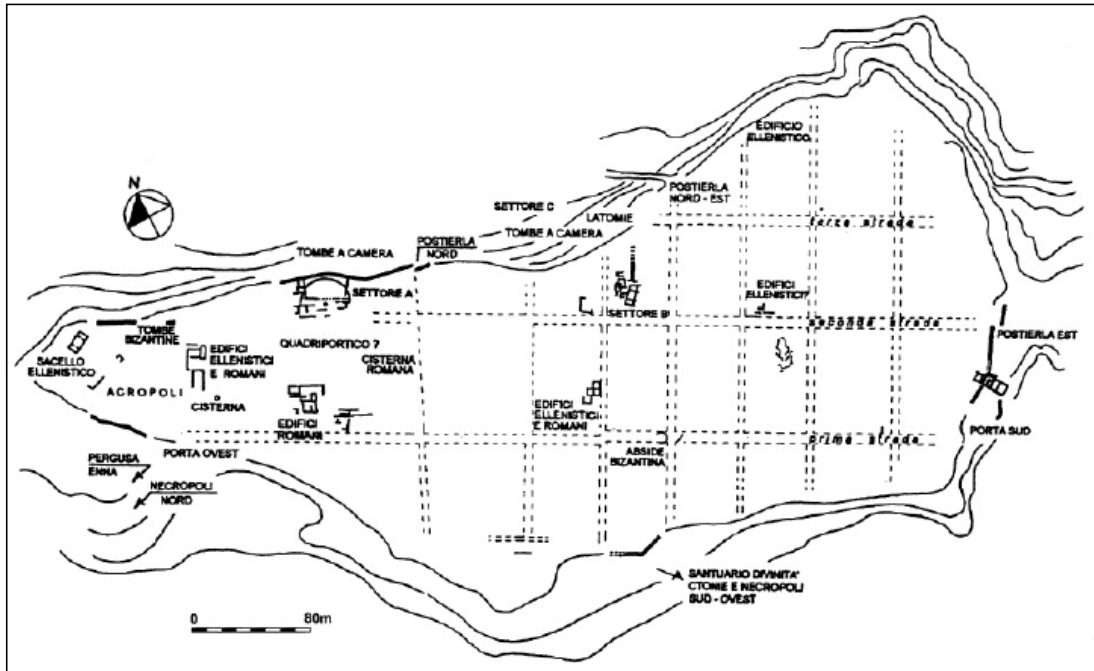 EDIFICIO
ELLENISTICO
N
POSTIERLA
NORD - EST
SETTORE C
LATOMIE
terza strada
TOMBE A CAMERA
POSTIERLA
NORD
TOMBE A CAMERA
SETTORE A
EDIFICI
ELLENISTICI?
SETTORE B
seconda strada
TOMBE
BIZANTINE
POSTIERLA EST
SACELLO
ELLENISTICO
EDIFICI
ELLENISTICI
E ROMANI
QUADRIPORTICO ?
CISTERNA
ROMANA
ACROPOLI
CISTERNA
EDIFICI
ROMANI
EDIFICI
ELLENISTICI
E ROMANI
prima strada
PORTA SUD
PORTA OVEST
ABSIDE
BIZANTINA
PERGUSA
ENNA
NECROPOLI
NORD
SANTUARIO DIVINITA'
CTONIE E NECROPOLI
SUD - OVEST
0 80m